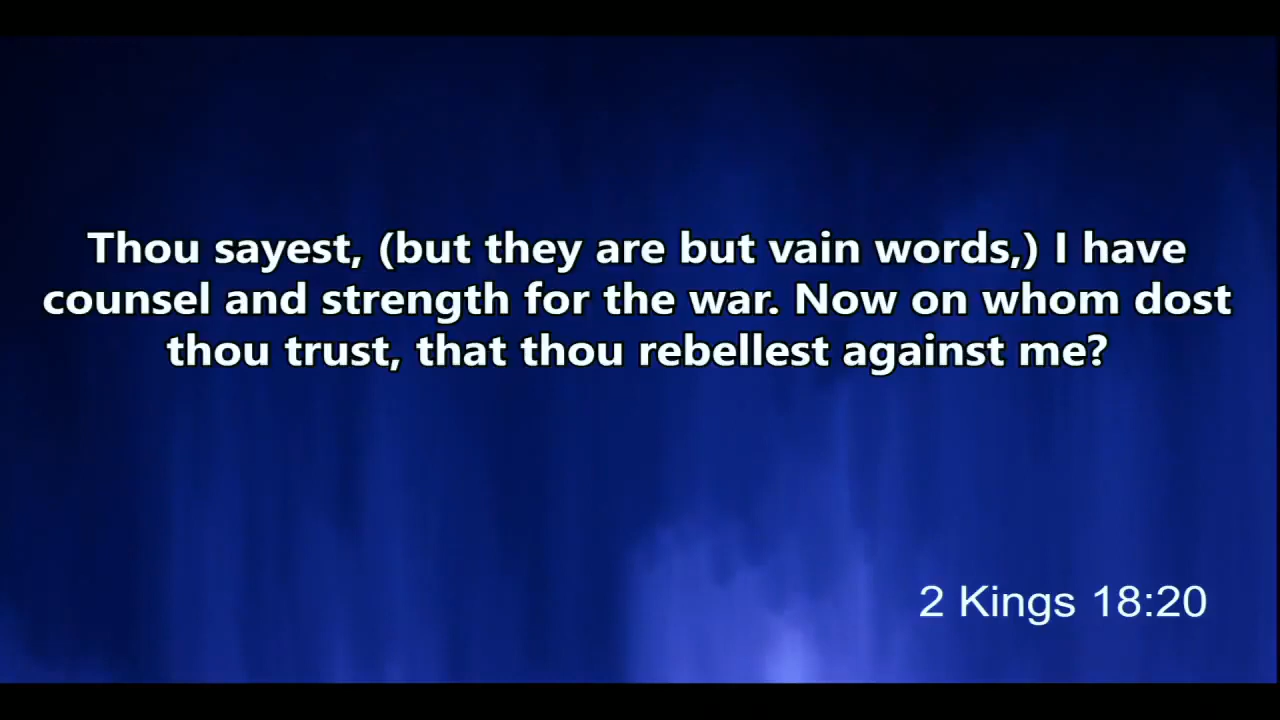 Thou sayest, (but they are but vain words,) I have
counsel and strength for the war. Now on whom dost
thou trust, that thou rebellest against me?
2 Kings 18:20